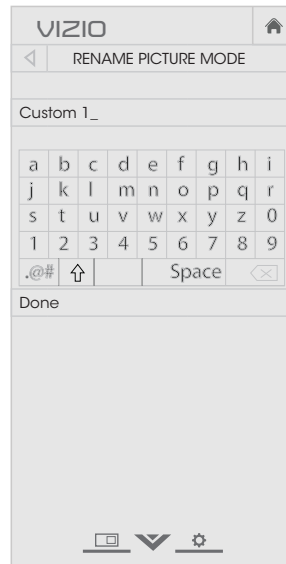 VIZIO
RENAME PICTURE MODE
Custom 1_
a b c d e f g h i
j k l m n o p q r
s t u v w x y z 0
1 2 3 4 5 6 7 8 9
.@# Space
Done